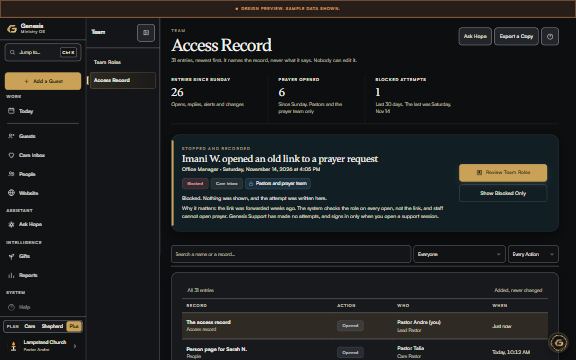 DESIGN PREVIEW. SAMPLE DATA SHOWN.
Genesis
Ministry OS
Jump to...
Ctrl K
+ Add a Guest
WORK
Today
Guests
Care Inbox
People
Website
ASSISTANT
Ask Hope
INTELLIGENCE
Gifts
Reports
SYSTEM
Help
PLAN Care Shepherd Plus
Lampstand Church
Pastor Andre
Team
Team Roles
Access Record
TEAM
Access Record
31 entries, newest first. It names the record, never what it says. Nobody can edit it.
Ask Hope
Export a Copy
ENTRIES SINCE SUNDAY
26
Opens, replies, alerts and changes
PRAYER OPENED
6
Since Sunday. Pastors and the
prayer team only
BLOCKED ATTEMPTS
1
Last 30 days. The last was Saturday,
Nov 14
STOPPED AND RECORDED
Imani W. opened an old link to a prayer request
Office Manager · Saturday, November 14, 2026 at 4:05 PM
Blocked
Care Inbox
Pastors and prayer team
Blocked. Nothing was shown, and the attempt was written here.
Why it matters: the link was forwarded weeks ago. The system checks the role on every open, not the link, and staff
cannot open prayer. Genesis Support has made no attempts, and signs in only when you open a support session.
Review Team Roles
Show Blocked Only
Search a name or a record...
Everyone
Every Action
All 31 entries
Added, never changed
RECORD ACTION WHO WHEN
The access record
Access record
Opened
Pastor Andre (you)
Lead Pastor
Just now
Person page for Sarah N.
People
Opened
Pastor Talia
Care Pastor
Today, 10:12 AM